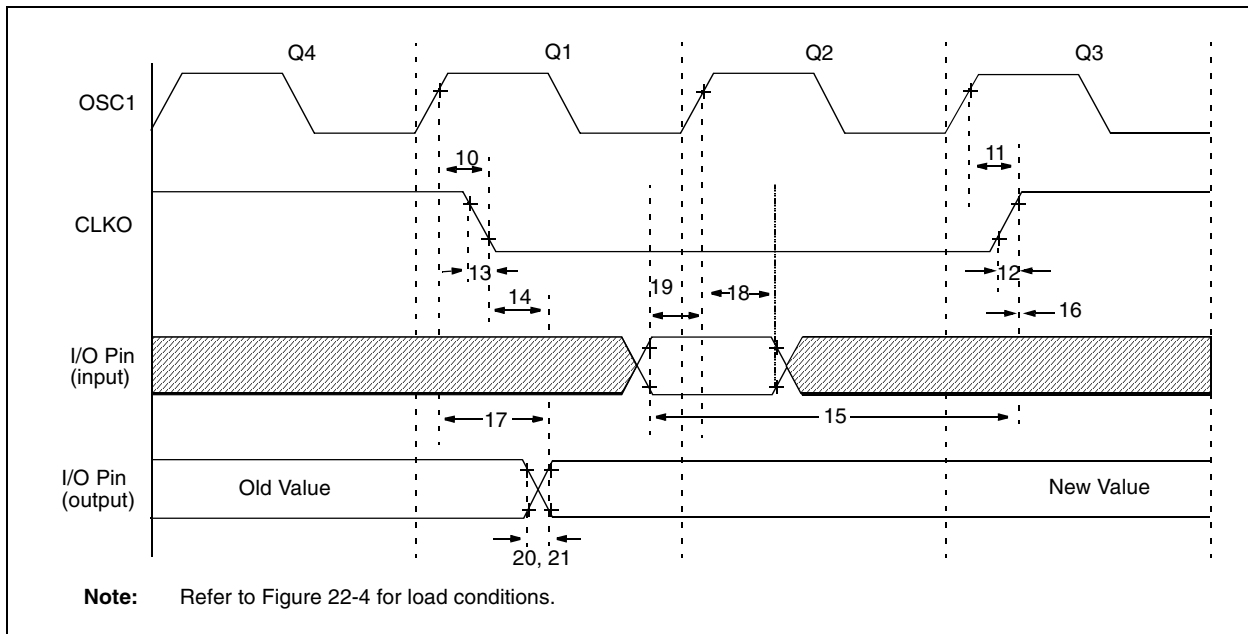 Q4 Q1 Q2 Q3
OSC1
10 11
CLKO
13 12
14 19 18
16
I/O Pin
(input)
17 15
I/O Pin
(output)
Old Value New Value
20, 21
Note: Refer to Figure 22-4 for load conditions.